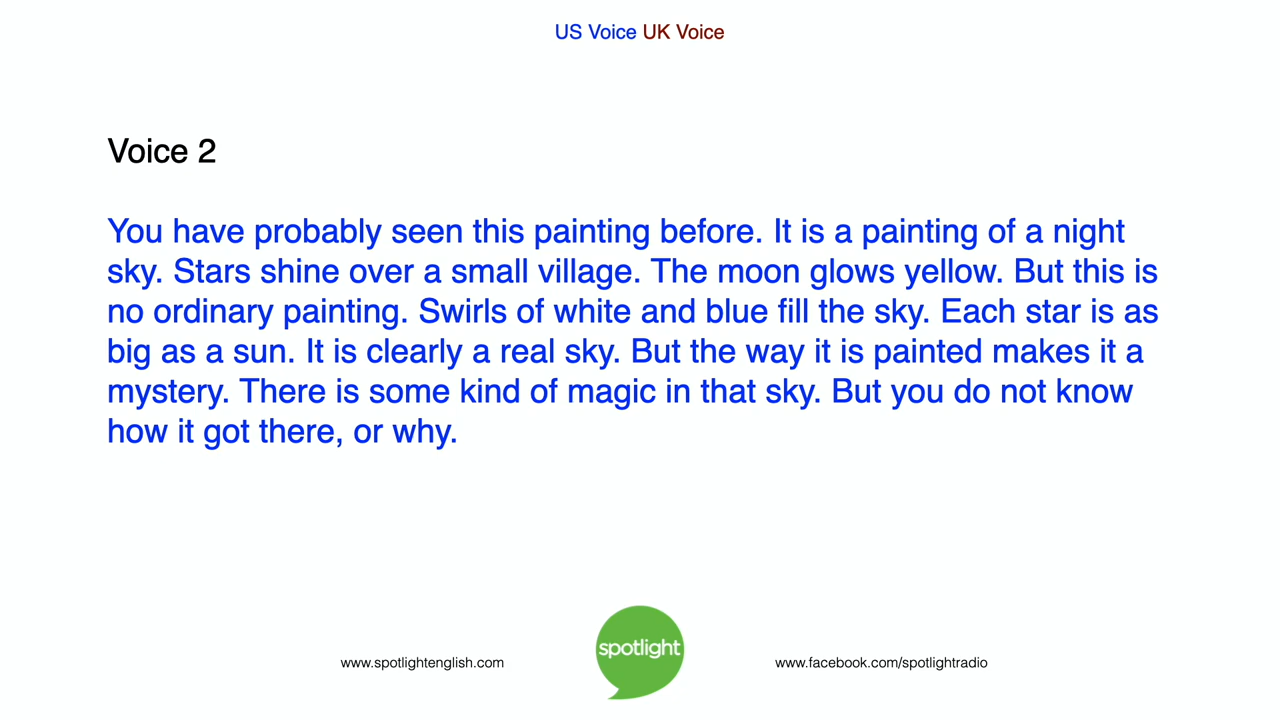 US Voice UK Voice
Voice 2
You have probably seen this painting before. It is a painting of a night
sky. Stars shine over a small village. The moon glows yellow. But this is
no ordinary painting. Swirls of white and blue fill the sky. Each star is as
big as a sun. It is clearly a real sky. But the way it is painted makes it a
mystery. There is some kind of magic in that sky. But you do not know
how it got there, or why.
www.spotlightenglish.com
spotlight
www.facebook.com/spotlightradio